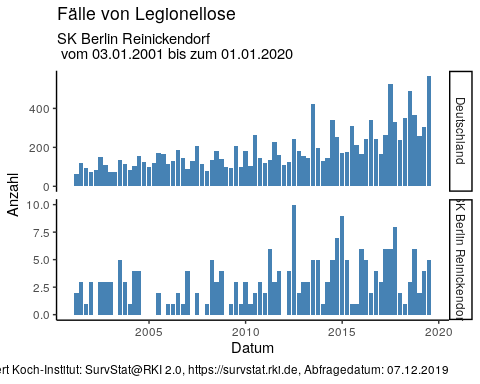 Fälle von Legionellose
SK Berlin Reinickendorf
vom 03.01.2001 bis zum 01.01.2020
Anzahl
400
200
0
Deutschland
10.0
7.5
5.0
2.5
0.0
SK Berlin Reinickendorf
2005
2010
2015
2020
Datum
ert Koch-Institut: SurvStat@RKI 2.0, https://survstat.rki.de, Abfragedatum: 07.12.2019